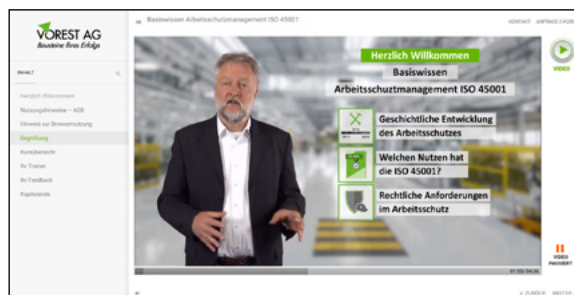 VOREST AG
Bausteine Ihres Erfolgs
INHALT
Herzlich Willkommen!
Nutzungshinweise – AGB
Hinweis zur Browsernutzung
Begrüßung
Kursübersicht
Ihr Trainer
Ihr Feedback
Kapitelende
Basiswissen Arbeitsschutzmanagement ISO 45001
KONTAKT
Herzlich Willkommen
Basiswissen
Arbeitsschutzmanagement ISO 45001
Geschichtliche Entwicklung
des Arbeitsschutzes
Welchen Nutzen hat
die ISO 45001?
Rechtliche Anforderungen
im Arbeitsschutz
VIDEO
VIDEO
PAUSIERT
ZURÜCK
WEITER